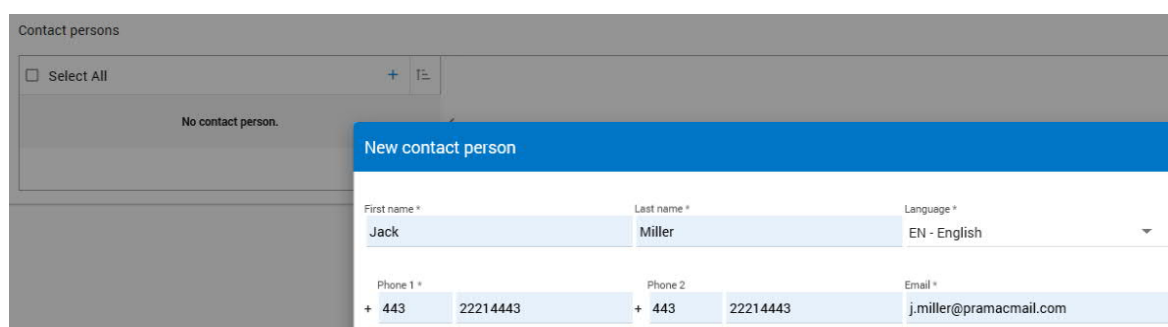 Contact persons
Select All +
No contact person.
New contact person
First name * Last name * Language *
Jack Miller EN - English
Phone 1 * Phone 2 Email *
+ 443 22214443 + 443 22214443 j.miller@pramacmail.com